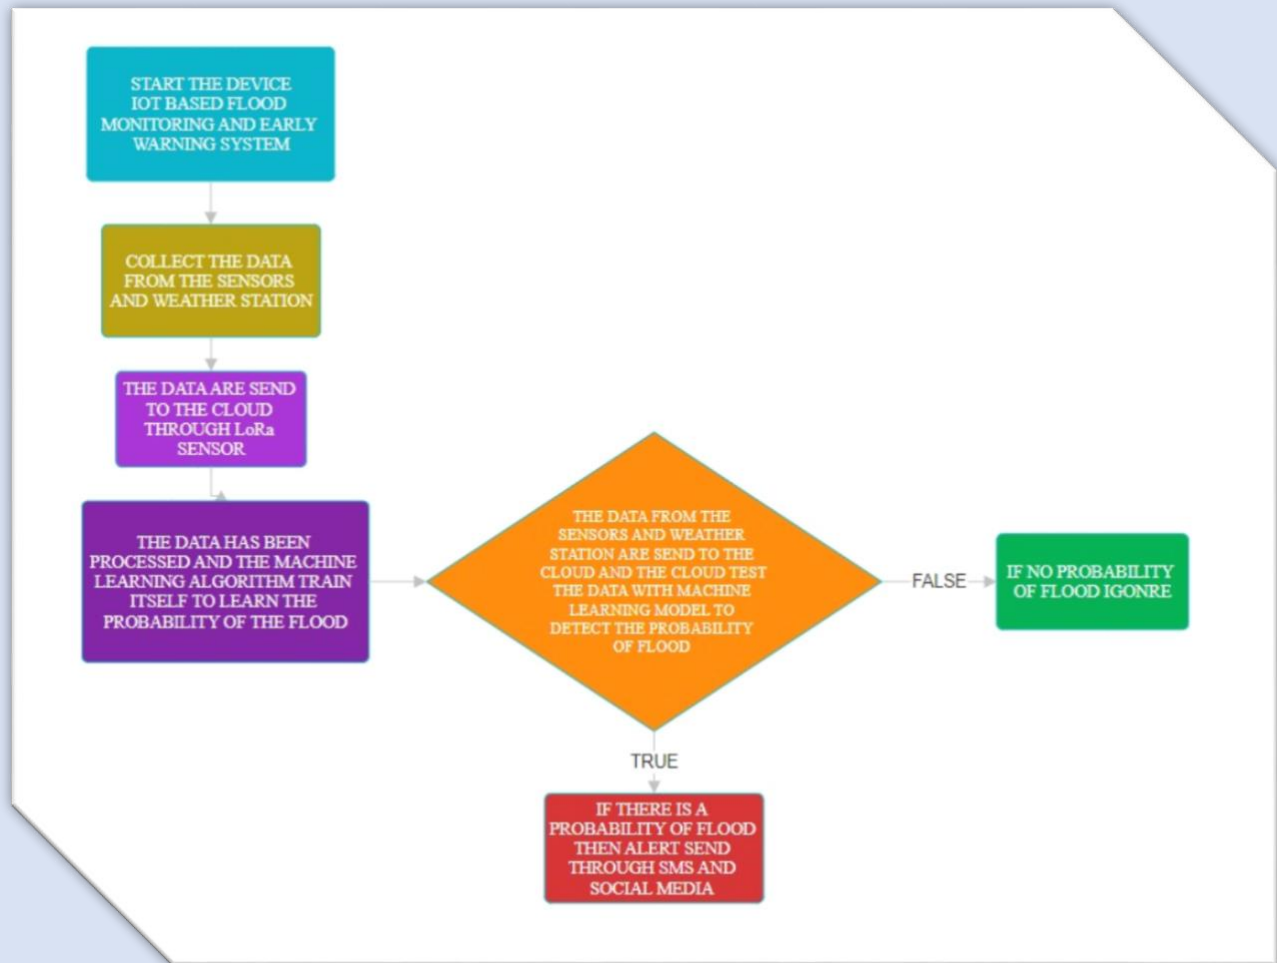 START THE DEVICE
IOT BASED FLOOD
MONITORING AND EARLY
WARNING SYSTEM
COLLECT THE DATA
FROM THE SENSORS
AND WEATHER STATION
THE DATA ARE SEND
TO THE CLOUD
THROUGH LoRa
SENSOR
THE DATA HAS BEEN
PROCESSED AND THE MACHINE
LEARNING ALGORITHM TRAIN
ITSELF TO LEARN THE
PROBABILITY OF THE FLOOD
THE DATA FROM THE
SENSORS AND WEATHER
STATION ARE SEND TO THE
CLOUD AND THE CLOUD TEST
THE DATA WITH MACHINE
LEARNING MODEL TO
DETECT THE PROBABILITY
OF FLOOD
FALSE
IF NO PROBABILITY
OF FLOOD IGONRE
TRUE
IF THERE IS A
PROBABILITY OF FLOOD
THEN ALERT SEND
THROUGH SMS AND
SOCIAL MEDIA